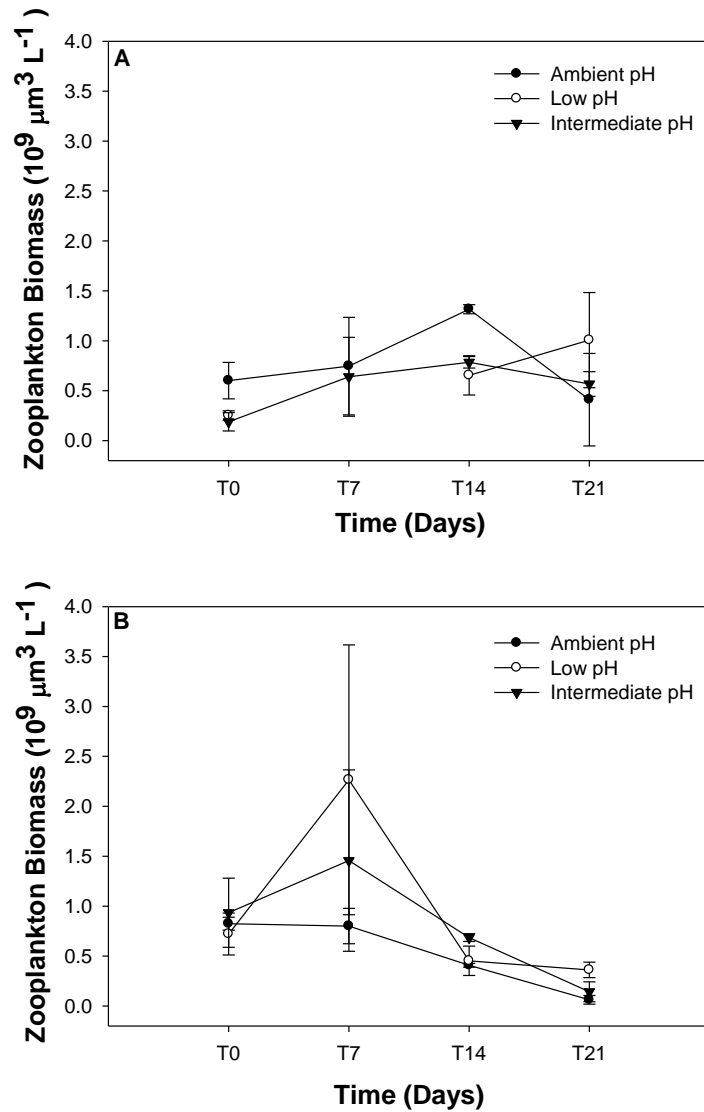 A
Ambient pH
Low pH
Intermediate pH
Zooplankton Biomass (10⁹ μm³ L⁻¹ )
4.0
3.5
3.0
2.5
2.0
1.5
1.0
0.5
0.0
T0 T7 T14 T21
Time (Days)
B
Ambient pH
Low pH
Intermediate pH
Zooplankton Biomass (10⁹ μm³ L⁻¹ )
4.0
3.5
3.0
2.5
2.0
1.5
1.0
0.5
0.0
T0 T7 T14 T21
Time (Days)